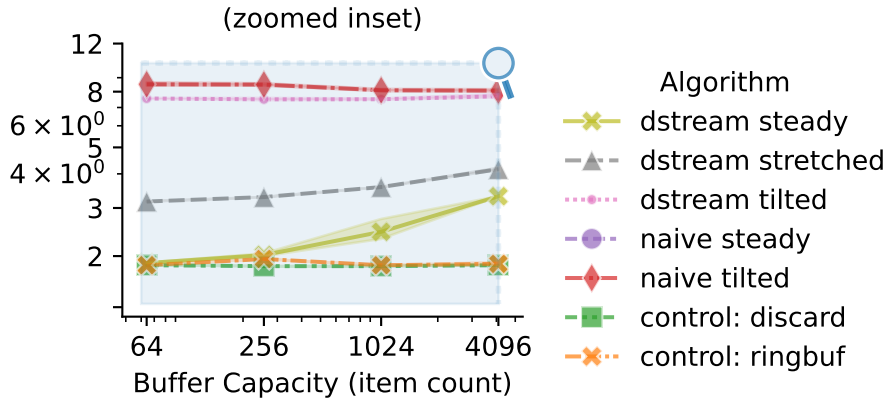 (zoomed inset)
12
8
6 × 10⁰
5
4 × 10⁰
3
2
64 256 1024 4096
Buffer Capacity (item count)
Algorithm
dstream steady
dstream stretched
dstream tilted
naive steady
naive tilted
control: discard
control: ringbuf